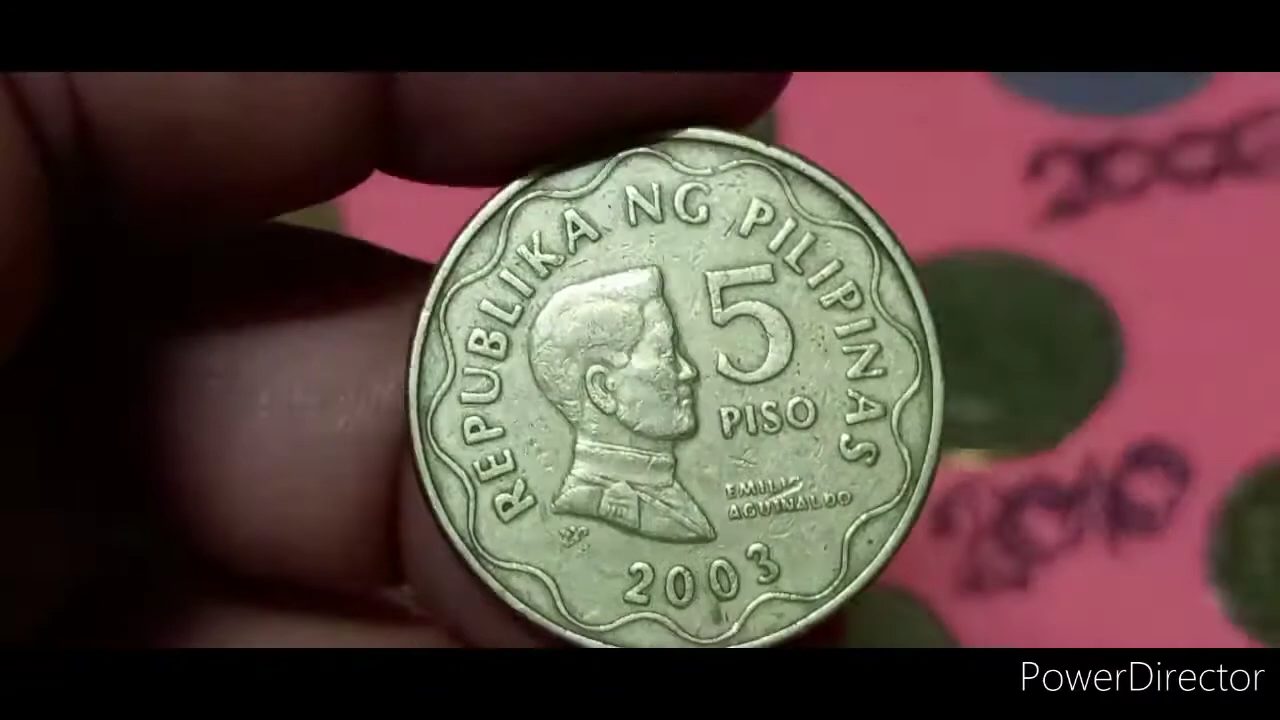 REPUBLIKA NG PILIPINAS
5
PISO
EMILIO
AGUINALDO
2003
2010
PowerDirector